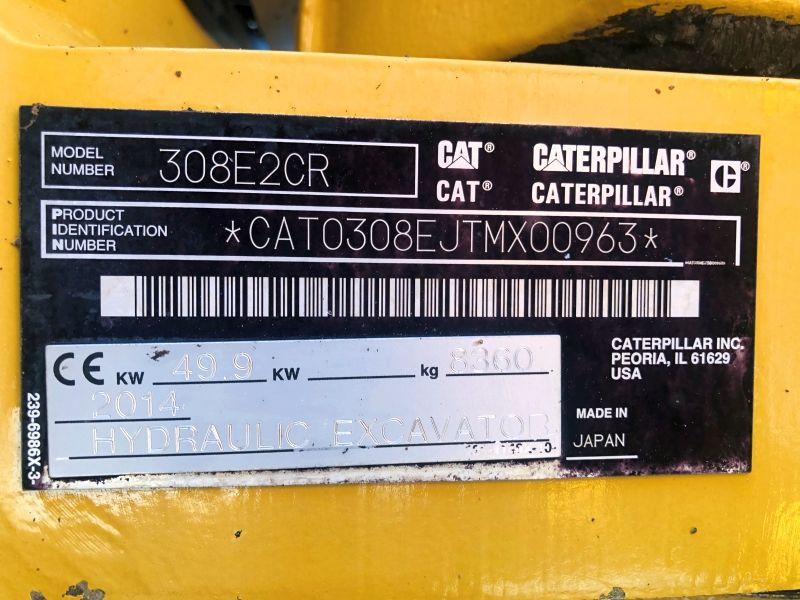 MODEL NUMBER 308E2CR
CAT® CATERPILLAR® C®
CAT® CATERPILLAR®
PRODUCT IDENTIFICATION NUMBER *CAT0308EJTMX00963*
CE KW 49.9 KW kg 8360
2014
HYDRAULIC EXCAVATOR
CATERPILLAR INC.
PEORIA, IL 61629
USA
MADE IN
JAPAN
239-6986X-3